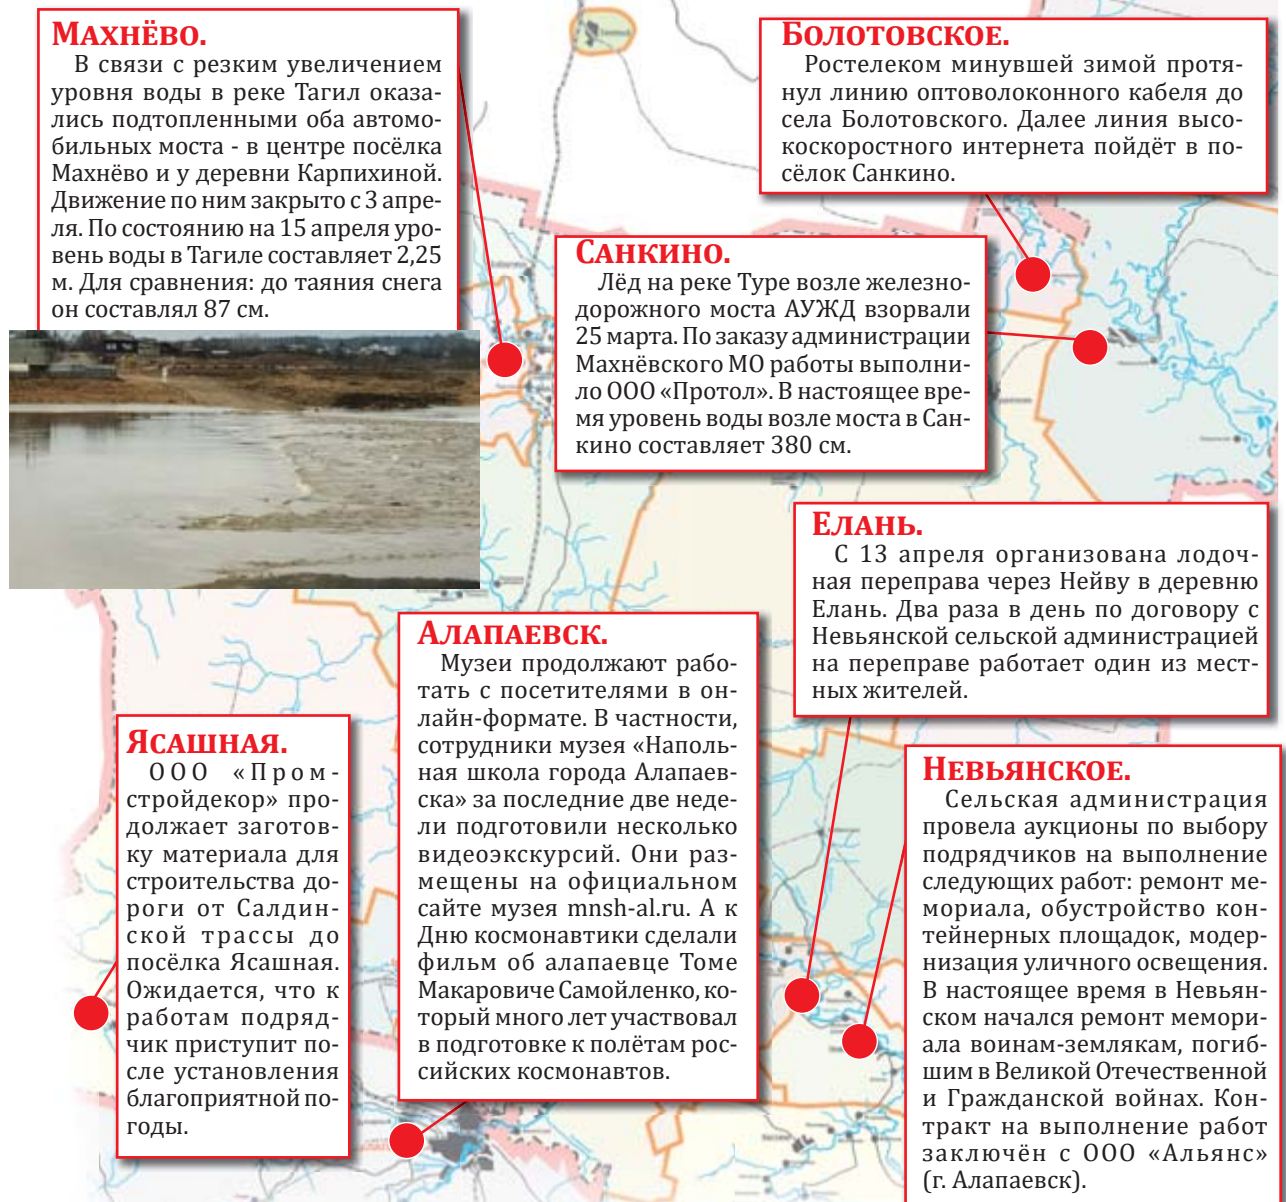 МАХНЁВО.
В связи с резким увеличением
уровня воды в реке Тагил оказа-
лись подтопленными оба автомо-
бильных моста - в центре посёлка
Махнёво и у деревни Карпихиной.
Движение по ним закрыто с 3 апре-
ля. По состоянию на 15 апреля уро-
вень воды в Тагиле составляет 2,25
м. Для сравнения: до таяния снега
он составлял 87 см.
БОЛОТОВСКОЕ.
Ростелеком минувшей зимой протя-
нул линию оптоволоконного кабеля до
села Болотовского. Далее линия высо-
коскоростного интернета пойдёт в по-
сёлок Санкино.
САНКИНО.
Лёд на реке Туре возле железно-
дорожного моста АУЖД взорвали
25 марта. По заказу администрации
Махнёвского МО работы выполни-
ло ООО «Протол». В настоящее вре-
мя уровень воды возле моста в Сан-
кино составляет 380 см.
ЕЛАНЬ.
С 13 апреля организована лодоч-
ная переправа через Нейву в деревню
Елань. Два раза в день по договору с
Невьянской сельской администрацией
на переправе работает один из мест-
ных жителей.
АЛАПАЕВСК.
Музеи продолжают рабо-
тать с посетителями в он-
лайн-формате. В частности,
сотрудники музея «Наполь-
ная школа города Алапаев-
ска» за последние две неде-
ли подготовили несколько
видеоэкскурсий. Они раз-
мещены на официальном
сайте музея mnsh-al.ru. А к
Дню космонавтики сделали
фильм об алапаевце Томе
Макаровиче Самойленко, ко-
торый много лет участвовал
в подготовке к полётам рос-
сийских космонавтов.
ЯСАШНАЯ.
ООО «Пром-
стройдекор» про-
должает заготов-
ку материала для
строительства до-
роги от Салдин-
ской трассы до
посёлка Ясашная.
Ожидается, что к
работам подряд-
чик приступит по-
сле установления
благоприятной по-
годы.
НЕВЬЯНСКОЕ.
Сельская администрация
провела аукционы по выбору
подрядчиков на выполнение
следующих работ: ремонт ме-
мориала, обустройство кон-
тейнерных площадок, модер-
низация уличного освещения.
В настоящее время в Невьян-
ском начался ремонт мемори-
ала воинам-землякам, погиб-
шим в Великой Отечественной
и Гражданской войнах. Кон-
тракт на выполнение работ
заключён с ООО «Альянс»
(г. Алапаевск).